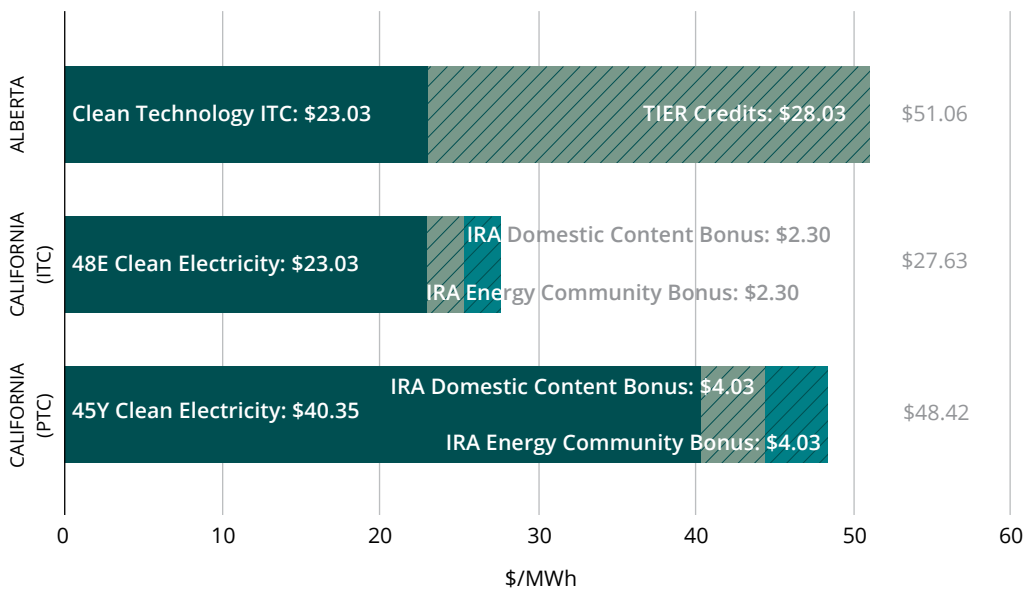 ALBERTA
Clean Technology ITC: $23.03
TIER Credits: $28.03
$51.06
CALIFORNIA
(ITC)
48E Clean Electricity: $23.03
IRA Domestic Content Bonus: $2.30
IRA Energy Community Bonus: $2.30
$27.63
CALIFORNIA
(PTC)
45Y Clean Electricity: $40.35
IRA Domestic Content Bonus: $4.03
IRA Energy Community Bonus: $4.03
$48.42
0 10 20 30 40 50 60
$/MWh